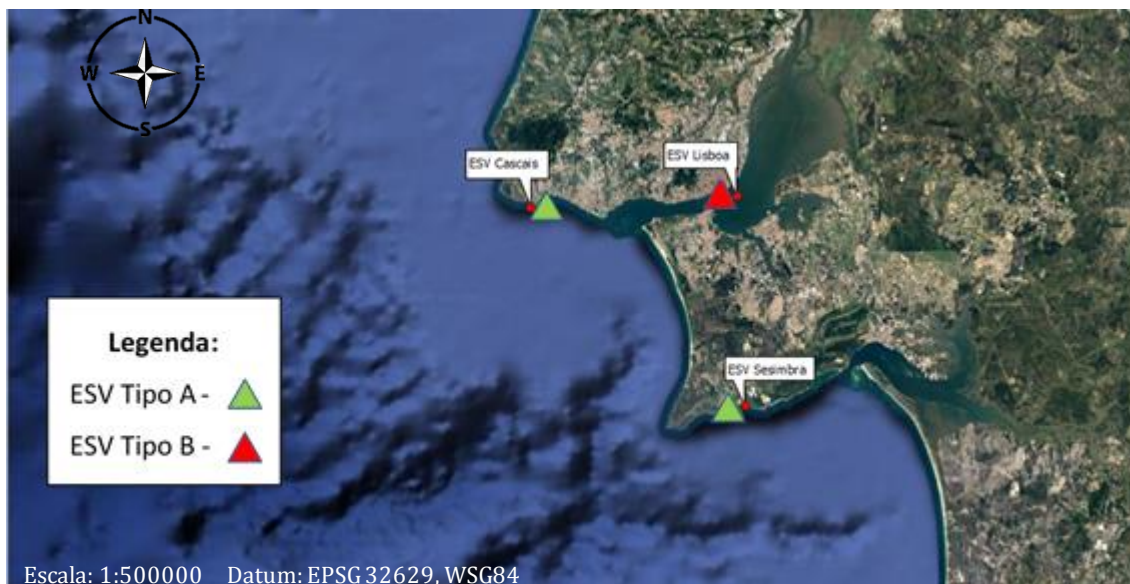 N
W E
S
ESV Cascais
ESV Lisboa
Legenda:
ESV Tipo A -
ESV Tipo B -
ESV Sesimbra
Escala: 1:500000 Datum: EPSG 32629, WSG84